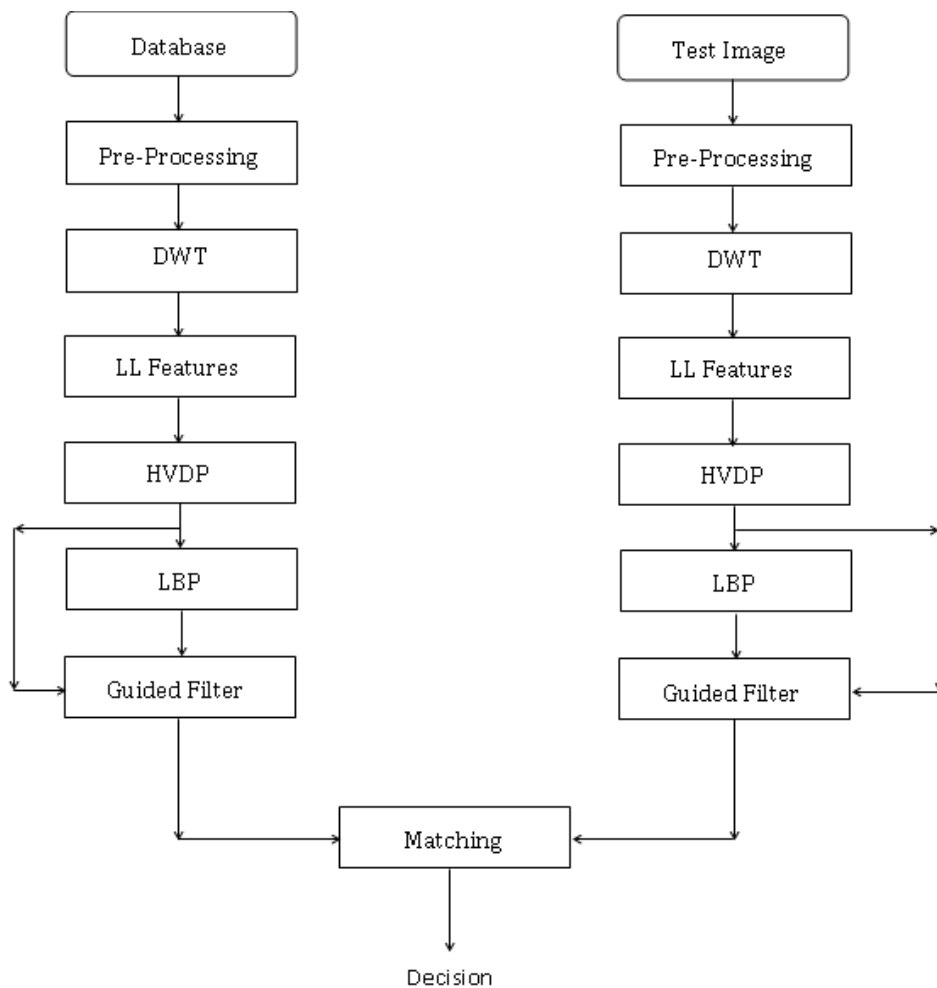 Database
Pre-Processing
DWT
LL Features
HVDP
LBP
Guided Filter
Test Image
Pre-Processing
DWT
LL Features
HVDP
LBP
Guided Filter
Matching
Decision